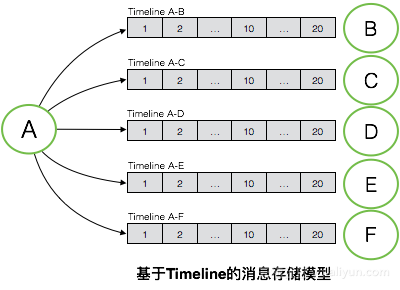 Timeline A-B
1 2 ... 10 ... 20
B
Timeline A-C
1 2 ... 10 ... 20
C
A
Timeline A-D
1 2 ... 10 ... 20
D
Timeline A-E
1 2 ... 10 ... 20
E
Timeline A-F
1 2 ... 10 ... 20
F
基于Timeline的消息存储模型